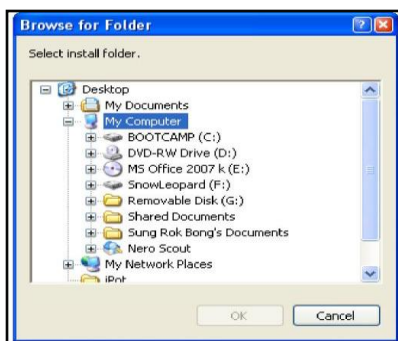 Browse for Folder
Select install folder.
Desktop
My Documents
My Computer
BOOTCAMP (C:)
DVD-RW Drive (D:)
MS Office 2007 k (E:)
SnowLeopard (F:)
Removable Disk (G:)
Shared Documents
Sung Rok Bong's Documents
Nero Scout
My Network Places
iPot
OK
Cancel